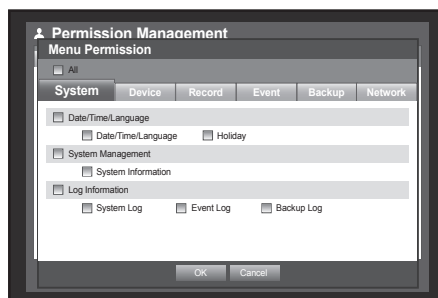 Permission Management
Menu Permission
All
System Device Record Event Backup Network
Date/Time/Language
Date/Time/Language Holiday
System Management
System Information
Log Information
System Log Event Log Backup Log
OK Cancel